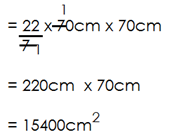 1
= 22 x 70cm x 70cm
7 1
= 220cm x 70cm
= 15400cm²